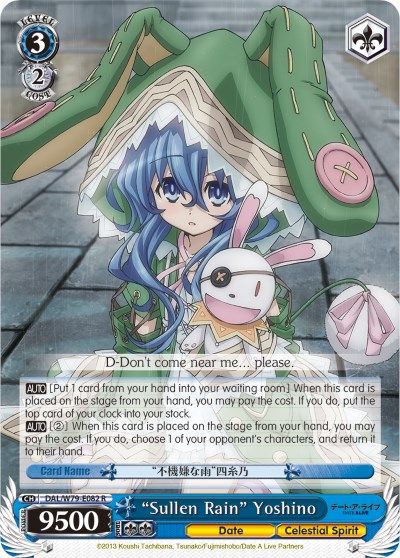 LEVEL
3
2
COST
D-Don't come near me… please.
AUTO [Put 1 card from your hand into your waiting room] When this card is
placed on the stage from your hand, you may pay the cost. If you do, put
the top card of your clock into your stock.
AUTO [②] When this card is placed on the stage from your hand, you may
pay the cost. If you do, choose 1 of your opponent's characters, and return it
to their hand.
Card Name
“不機嫌な雨”四糸乃
CH DAL/W79-E082 R
POWER
9500
“Sullen Rain” Yoshino
デート・ア・ライブ
DATE A LIVE
Date
Celestial Spirit
©2013 Koushi Tachibana, Tsunako/Fujimishobo/Date A Live Partners